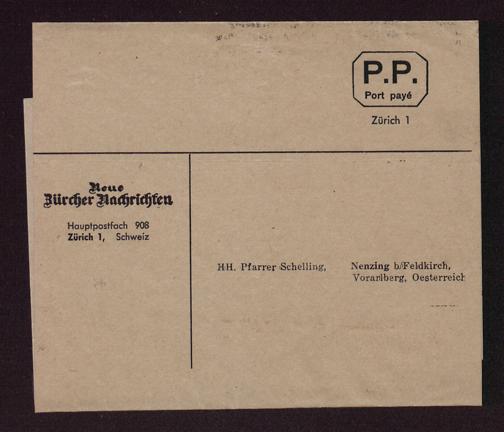 P.P.
Port payé
Zürich 1
Neue
Zürcher Nachrichten
Hauptpostfach 908
Zürich 1, Schweiz
HH. Pfarrer Schelling, Nenzing b/Feldkirch,
Vorarlberg, Oesterreich